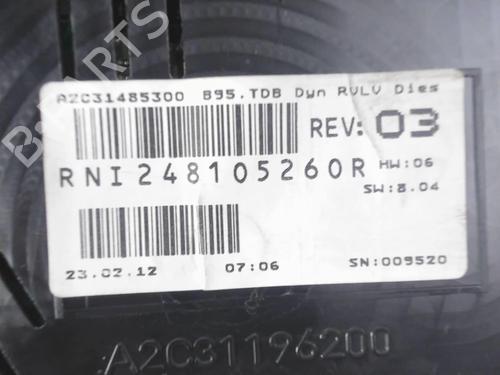 A2C31485300 B95.TDB Dyn RVLV Dies
REV: 03
RNI248105260R
HW:06
SW:8.04
23.02.12 07:06 SN:009520
A2C31196200